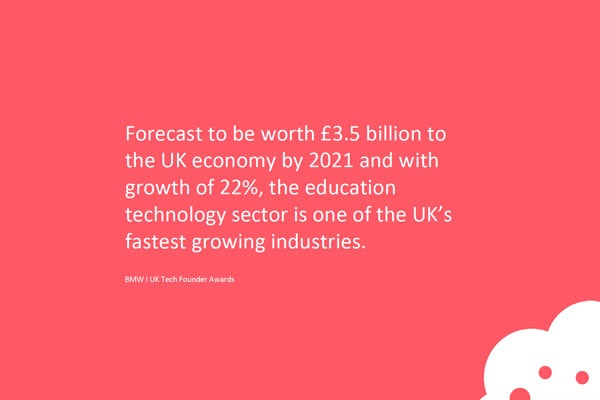 Forecast to be worth £3.5 billion to
the UK economy by 2021 and with
growth of 22%, the education
technology sector is one of the UK’s
fastest growing industries.
BMW I UK Tech Founder Awards